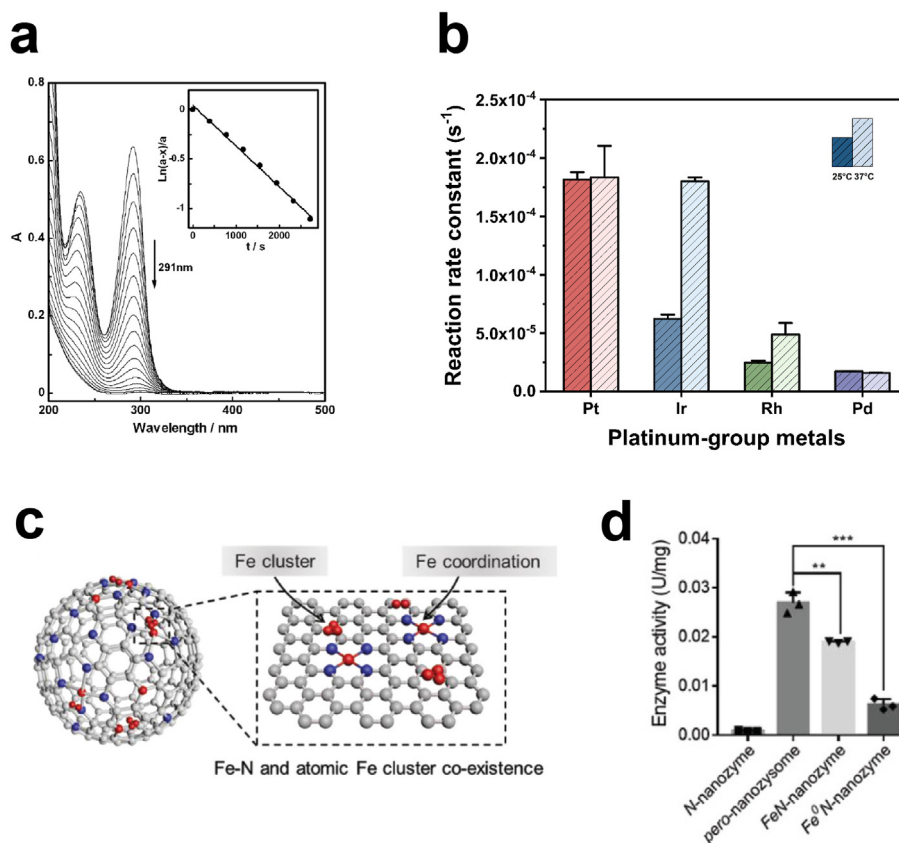 a
0.8
0.6
0.4
0.2
0
A
200
300
400
500
Wavelength / nm
291nm
0
-0.5
-1
Ln(a-x)/a
0
1000
2000
t / s
b
2.5x10⁻⁴
2.0x10⁻⁴
1.5x10⁻⁴
1.0x10⁻⁴
5.0x10⁻⁵
0.0
Reaction rate constant (s⁻¹)
25°C 37°C
Pt
Ir
Rh
Pd
Platinum-group metals
c
Fe cluster
Fe coordination
Fe-N and atomic Fe cluster co-existence
d
0.04
0.03
0.02
0.01
0.00
Enzyme activity (U/mg)
***
**
N-nanozyme
pero-nanozysome
FeN-nanozyme
Fe⁰N-nanozyme